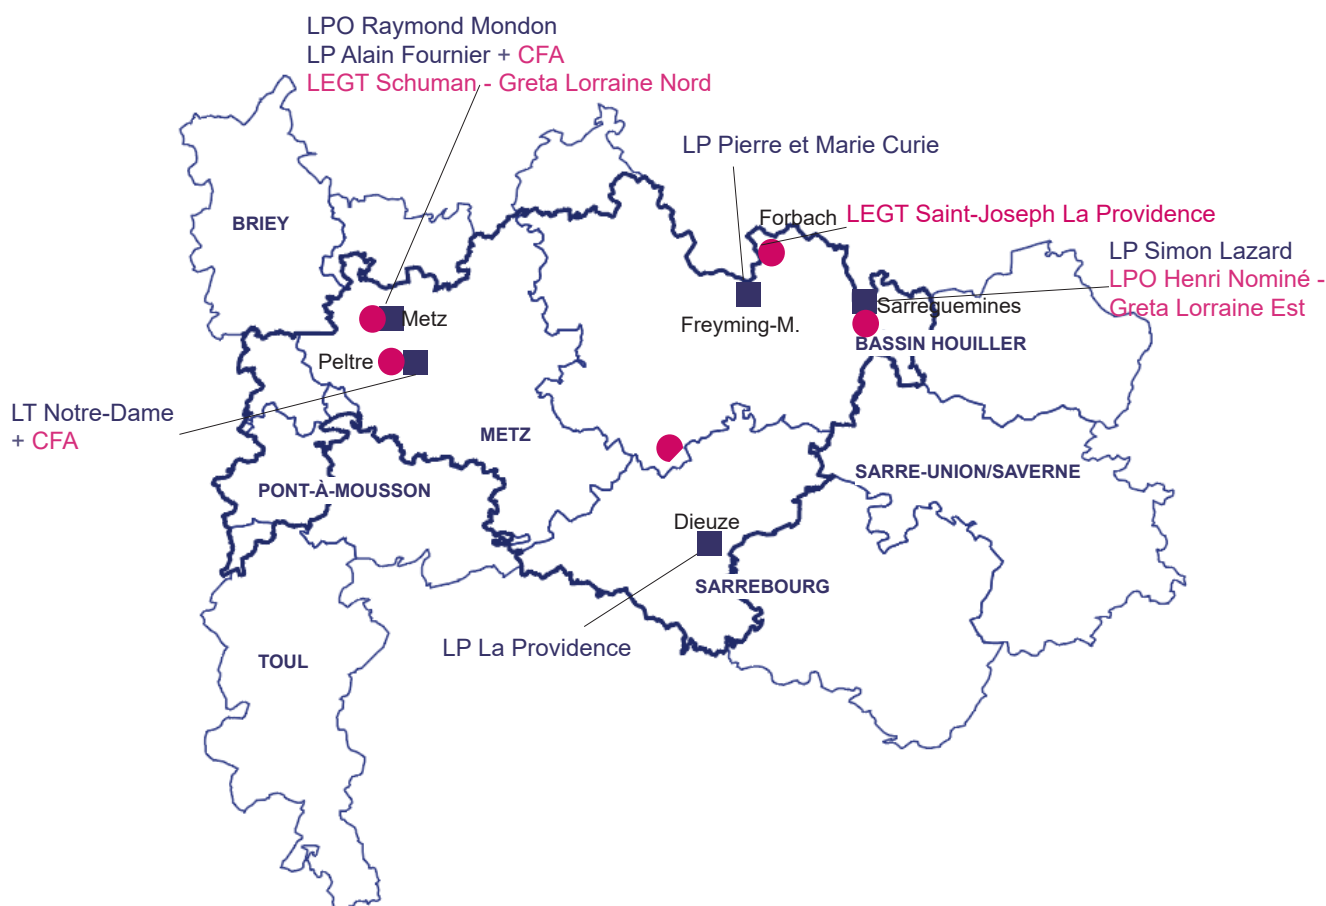 LPO Raymond Mondon
LP Alain Fournier + CFA
LEGT Schuman - Greta Lorraine Nord
LP Pierre et Marie Curie
Forbach
LEGT Saint-Joseph La Providence
BRIEY
LP Simon Lazard
LPO Henri Nominé -
Greta Lorraine Est
Sarreguemines
Metz
Freyming-M.
BASSIN HOUILLER
Peltre
LT Notre-Dame
+ CFA
METZ
SARRE-UNION/SAVERNE
PONT-À-MOUSSON
Dieuze
SARREBOURG
LP La Providence
TOUL